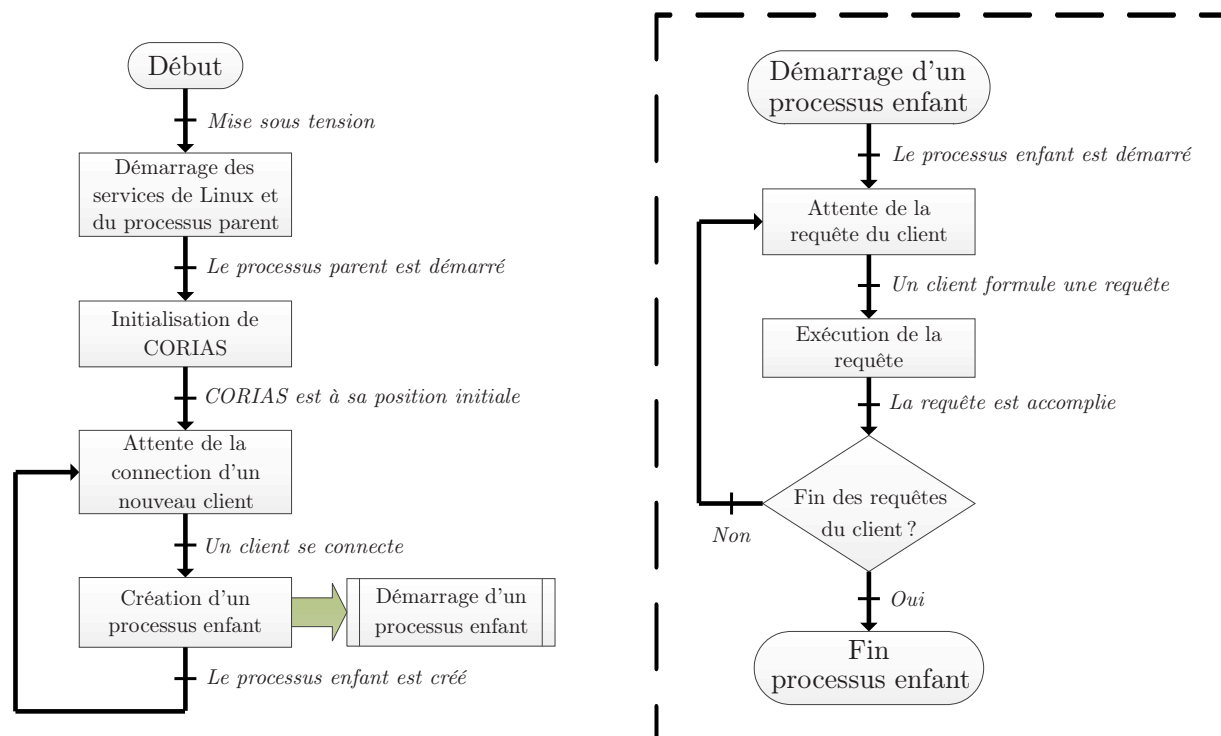 Début
Mise sous tension
Démarrage des
services de Linux et
du processus parent
Le processus parent est démarré
Initialisation de
CORIAS
CORIAS est à sa position initiale
Attente de la
connection d'un
nouveau client
Un client se connecte
Création d'un
processus enfant
Démarrage d'un
processus enfant
Le processus enfant est créé
Démarrage d'un
processus enfant
Le processus enfant est démarré
Attente de la
requête du client
Un client formule une requête
Exécution de la
requête
La requête est accomplie
Fin des requêtes
du client ?
Non
Oui
Fin
processus enfant